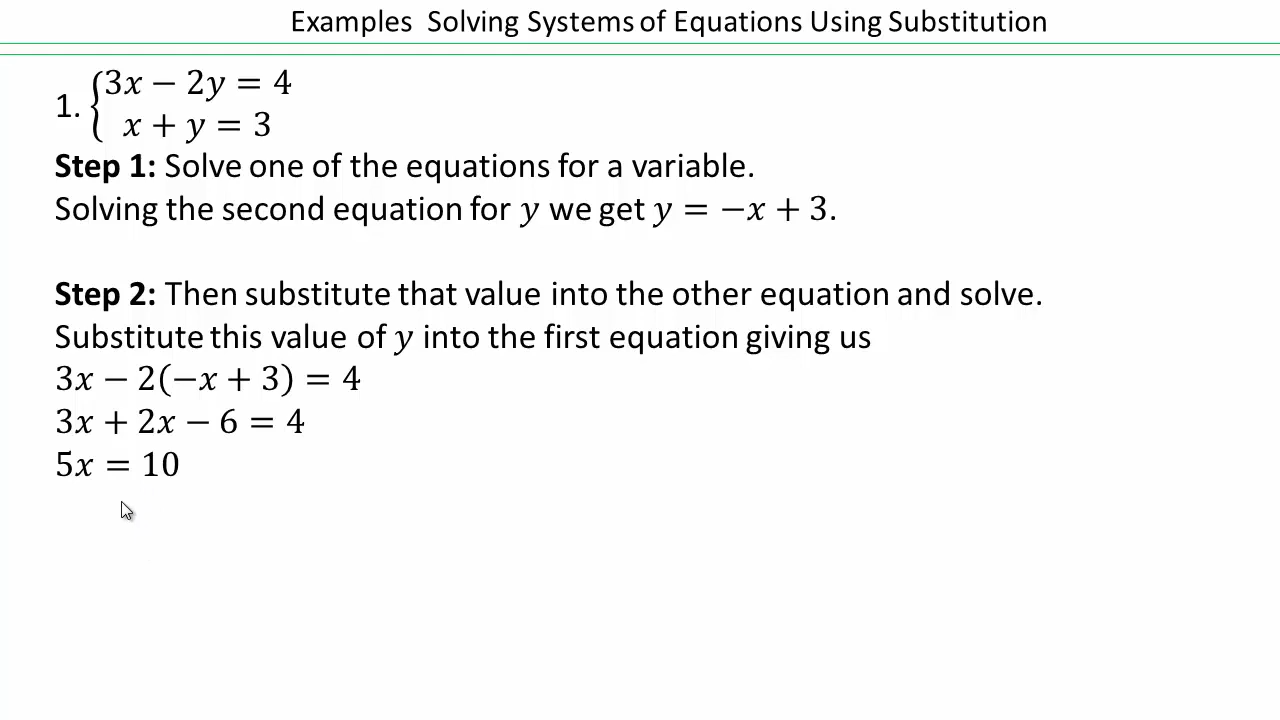 Examples Solving Systems of Equations Using Substitution
1. {3x − 2y = 4
x + y = 3
Step 1: Solve one of the equations for a variable.
Solving the second equation for y we get y = −x + 3.
Step 2: Then substitute that value into the other equation and solve.
Substitute this value of y into the first equation giving us
3x − 2(−x + 3) = 4
3x + 2x − 6 = 4
5x = 10